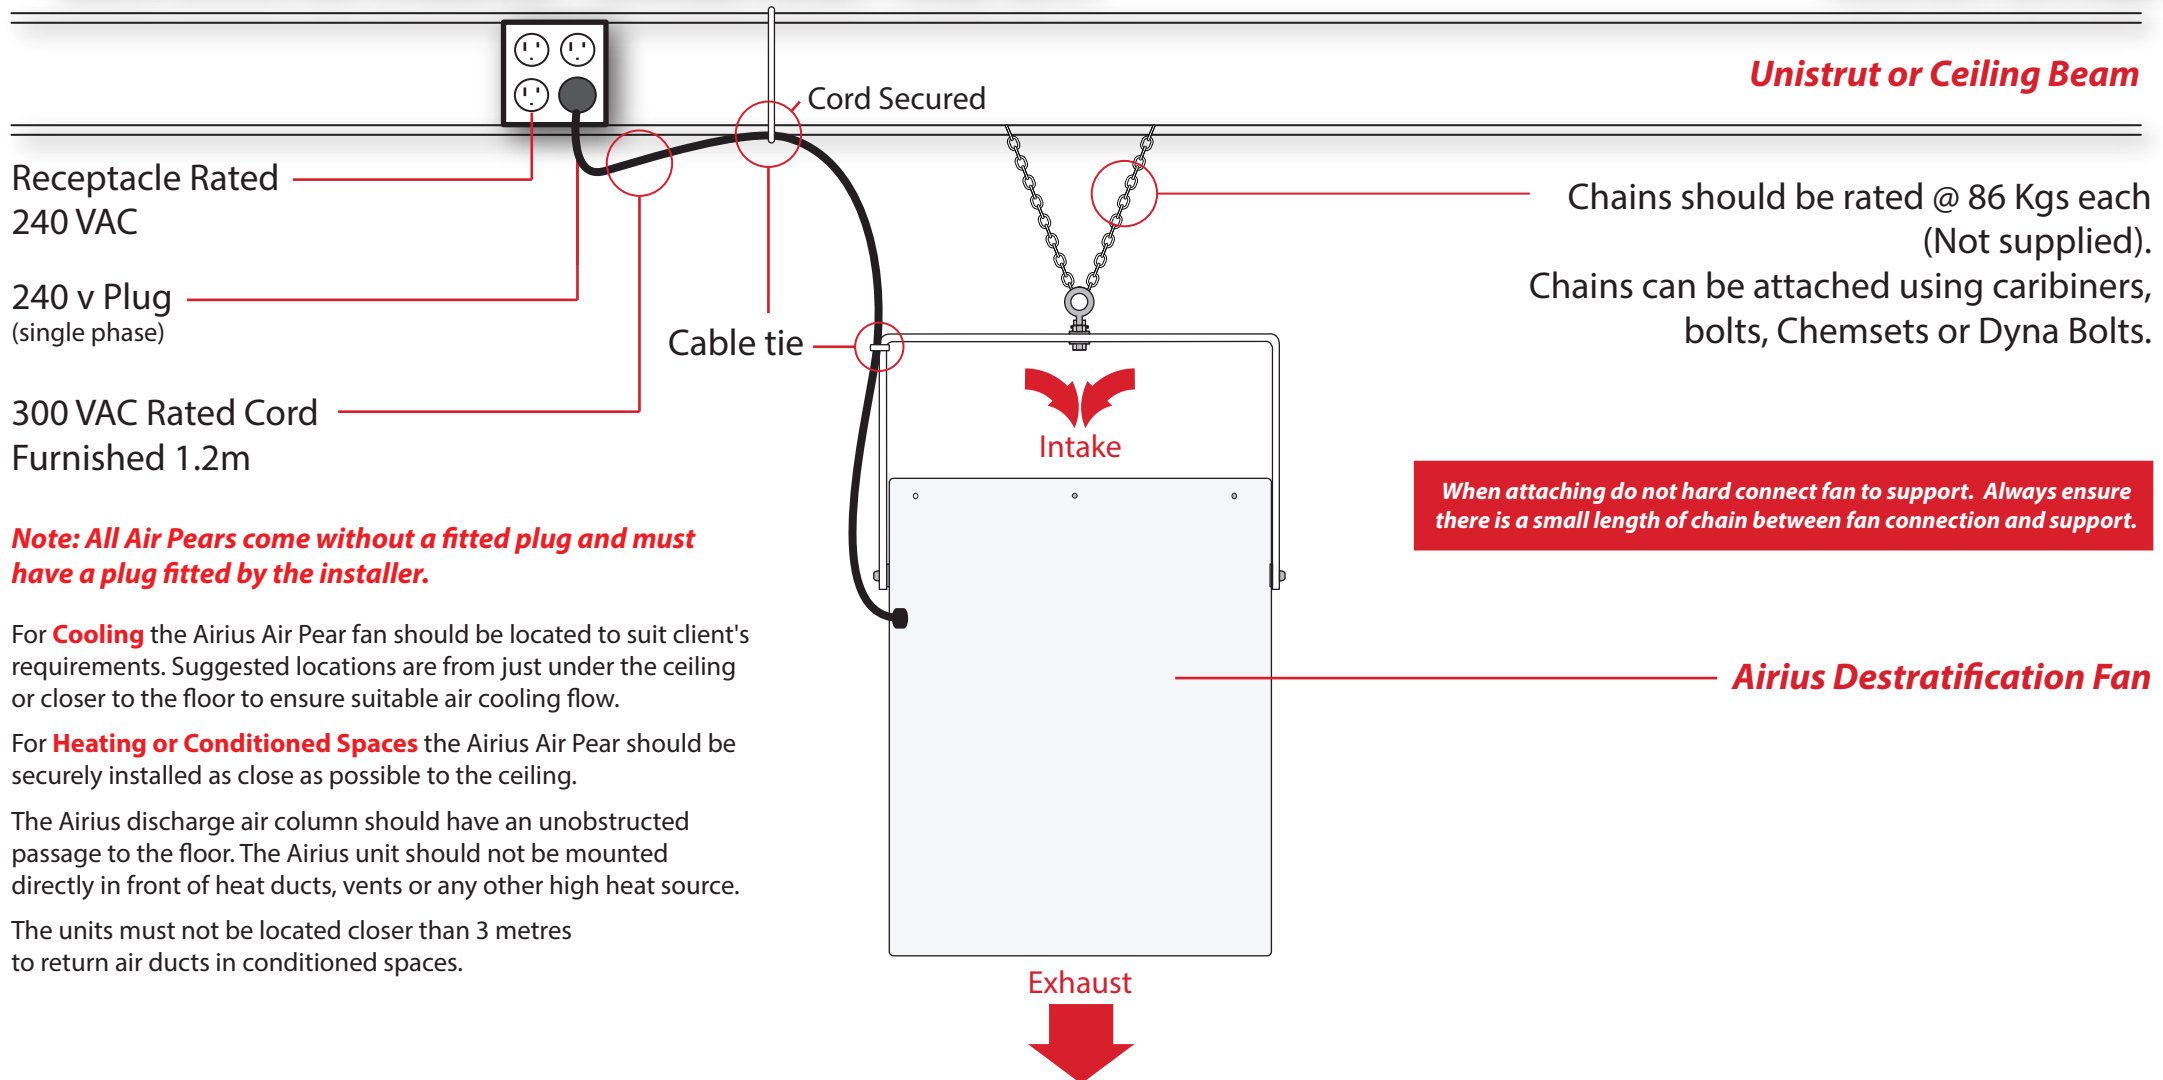 Unistrut or Ceiling Beam
Cord Secured
Receptacle Rated
240 VAC
240 v Plug
(single phase)
300 VAC Rated Cord
Furnished 1.2m
Cable tie
Chains should be rated @ 86 Kgs each
(Not supplied).
Chains can be attached using caribiners,
bolts, Chemsets or Dyna Bolts.
Intake
When attaching do not hard connect fan to support. Always ensure
there is a small length of chain between fan connection and support.
Note: All Air Pears come without a fitted plug and must
have a plug fitted by the installer.
For Cooling the Airius Air Pear fan should be located to suit client's
requirements. Suggested locations are from just under the ceiling
or closer to the floor to ensure suitable air cooling flow.
For Heating or Conditioned Spaces the Airius Air Pear should be
securely installed as close as possible to the ceiling.
The Airius discharge air column should have an unobstructed
passage to the floor. The Airius unit should not be mounted
directly in front of heat ducts, vents or any other high heat source.
The units must not be located closer than 3 metres
to return air ducts in conditioned spaces.
Airius Destratification Fan
Exhaust